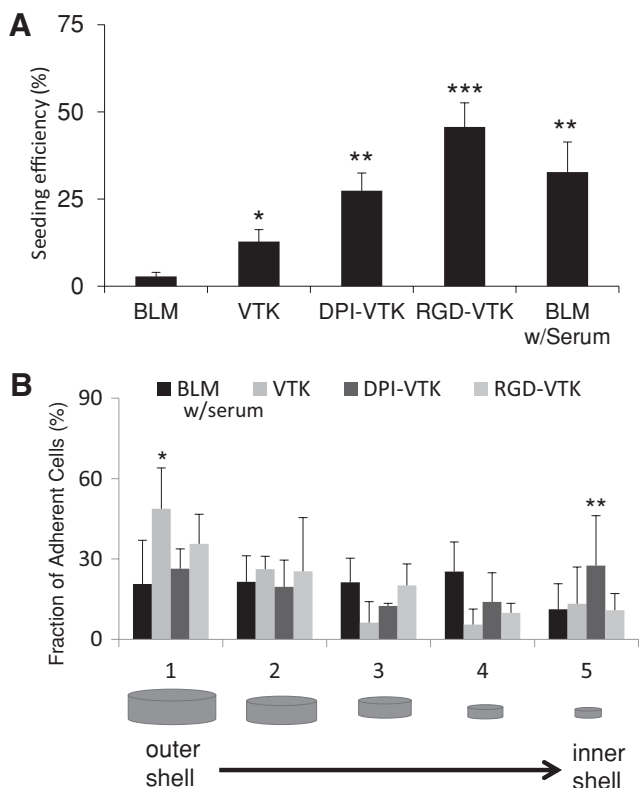 A
Seeding efficiency (%)
75
50
25
0
*
**
***
**
BLM VTK DPI-VTK RGD-VTK BLM
w/Serum
B
BLM VTK DPI-VTK RGD-VTK
w/serum
Fraction of Adherent Cells (%)
90
60
30
0
*
**
1 2 3 4 5
outer
shell
inner
shell